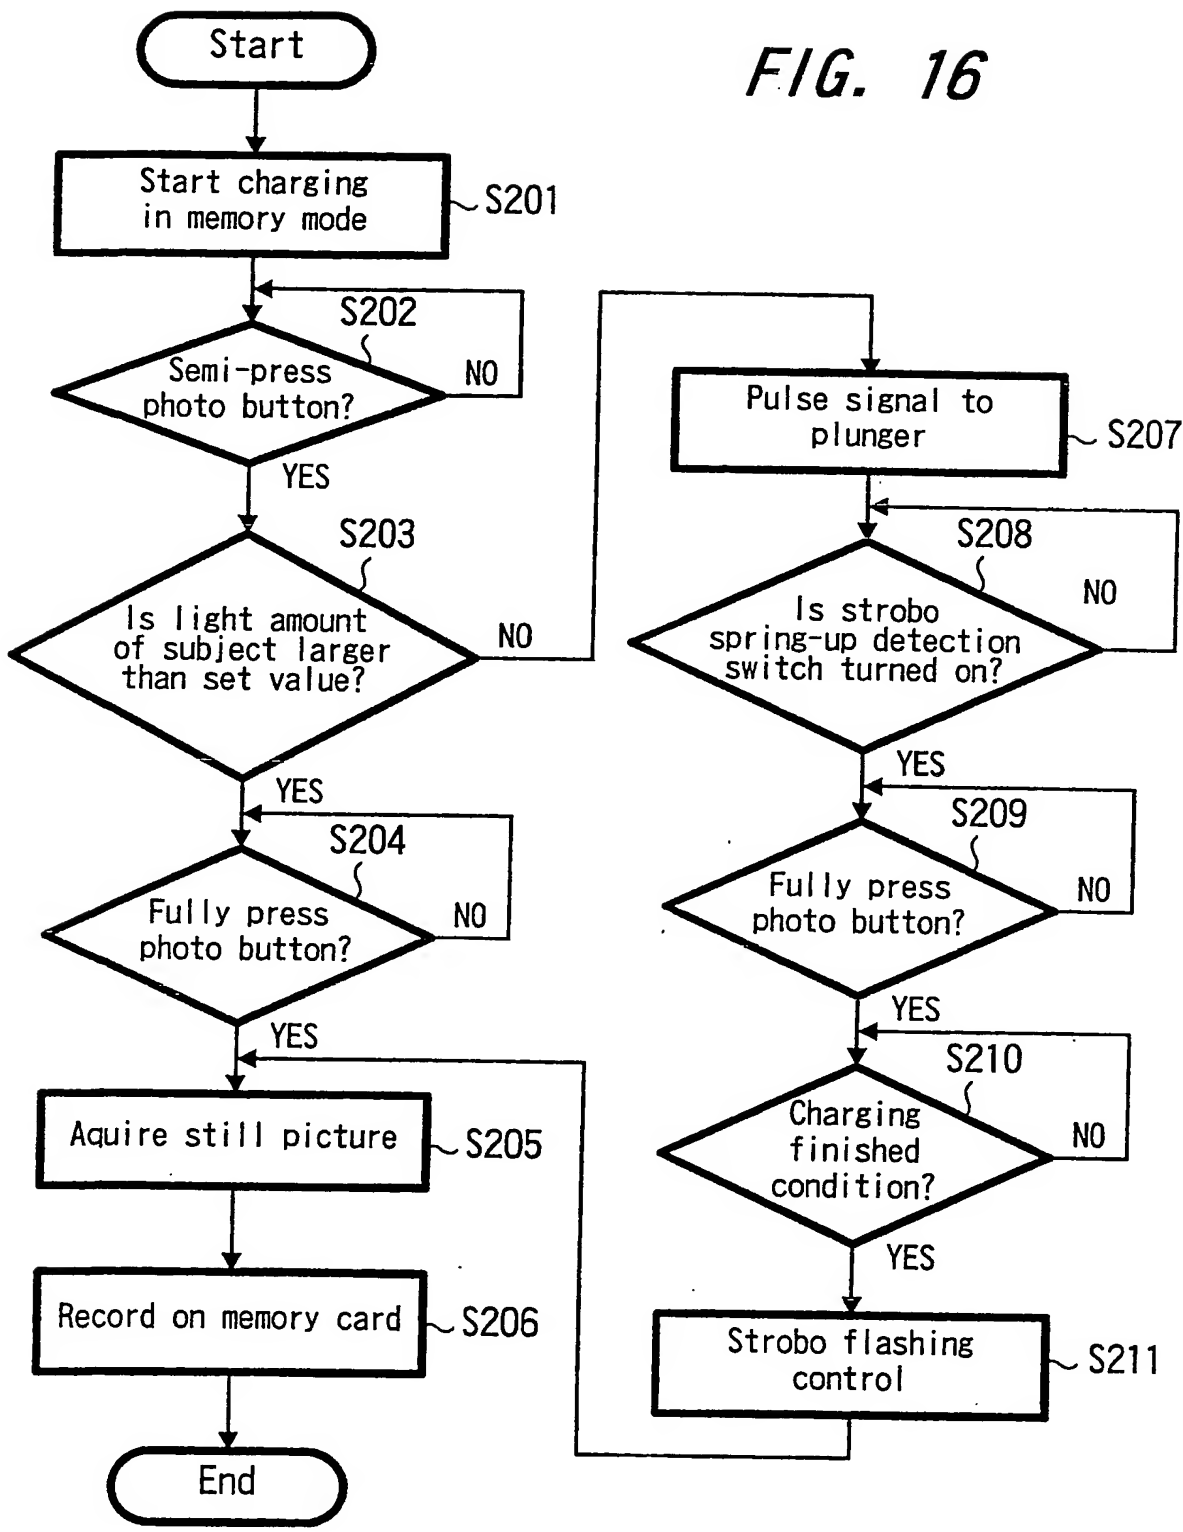 FIG. 16
Start
Start charging
in memory mode
S201
S202
Semi-press
photo button?
NO
YES
S203
Is light amount
of subject larger
than set value?
NO
YES
S204
Fully press
photo button?
NO
YES
Aquire still picture
S205
Record on memory card
S206
End
Pulse signal to
plunger
S207
S208
Is strobo
spring-up detection
switch turned on?
NO
YES
S209
Fully press
photo button?
NO
YES
S210
Charging
finished
condition?
NO
YES
Strobo flashing
control
S211